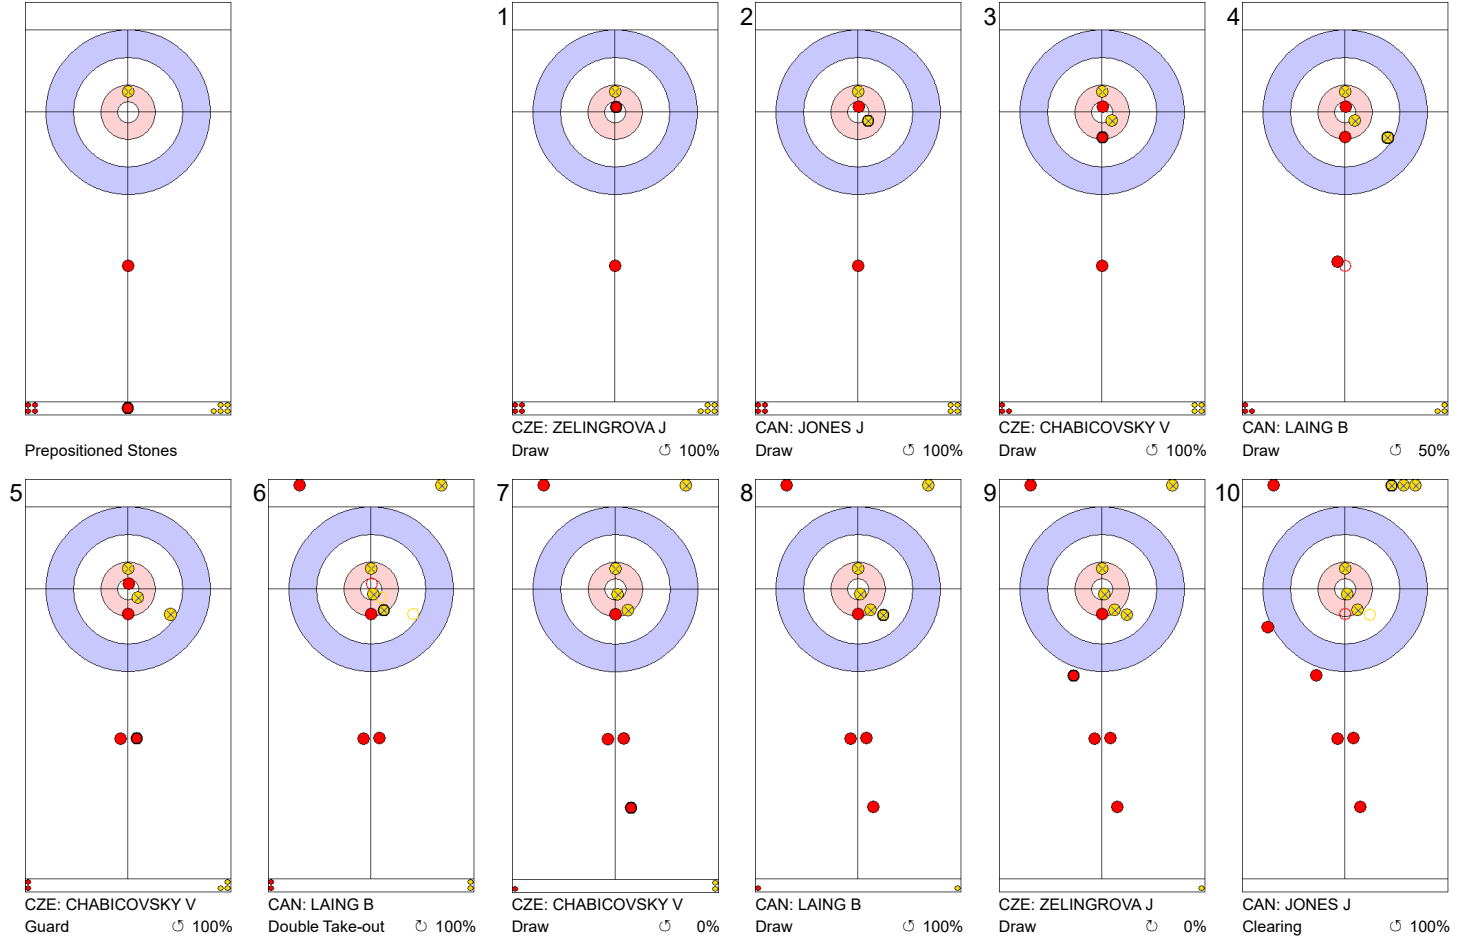 1
2
3
4
Prepositioned Stones
CZE: ZELINGROVA J
Draw 100%
CAN: JONES J
Draw 100%
CZE: CHABICOVSKY V
Draw 100%
CAN: LAING B
Draw 50%
5
6
7
8
9
10
CZE: CHABICOVSKY V
Guard 100%
CAN: LAING B
Double Take-out 100%
CZE: CHABICOVSKY V
Draw 0%
CAN: LAING B
Draw 100%
CZE: ZELINGROVA J
Draw 0%
CAN: JONES J
Clearing 100%